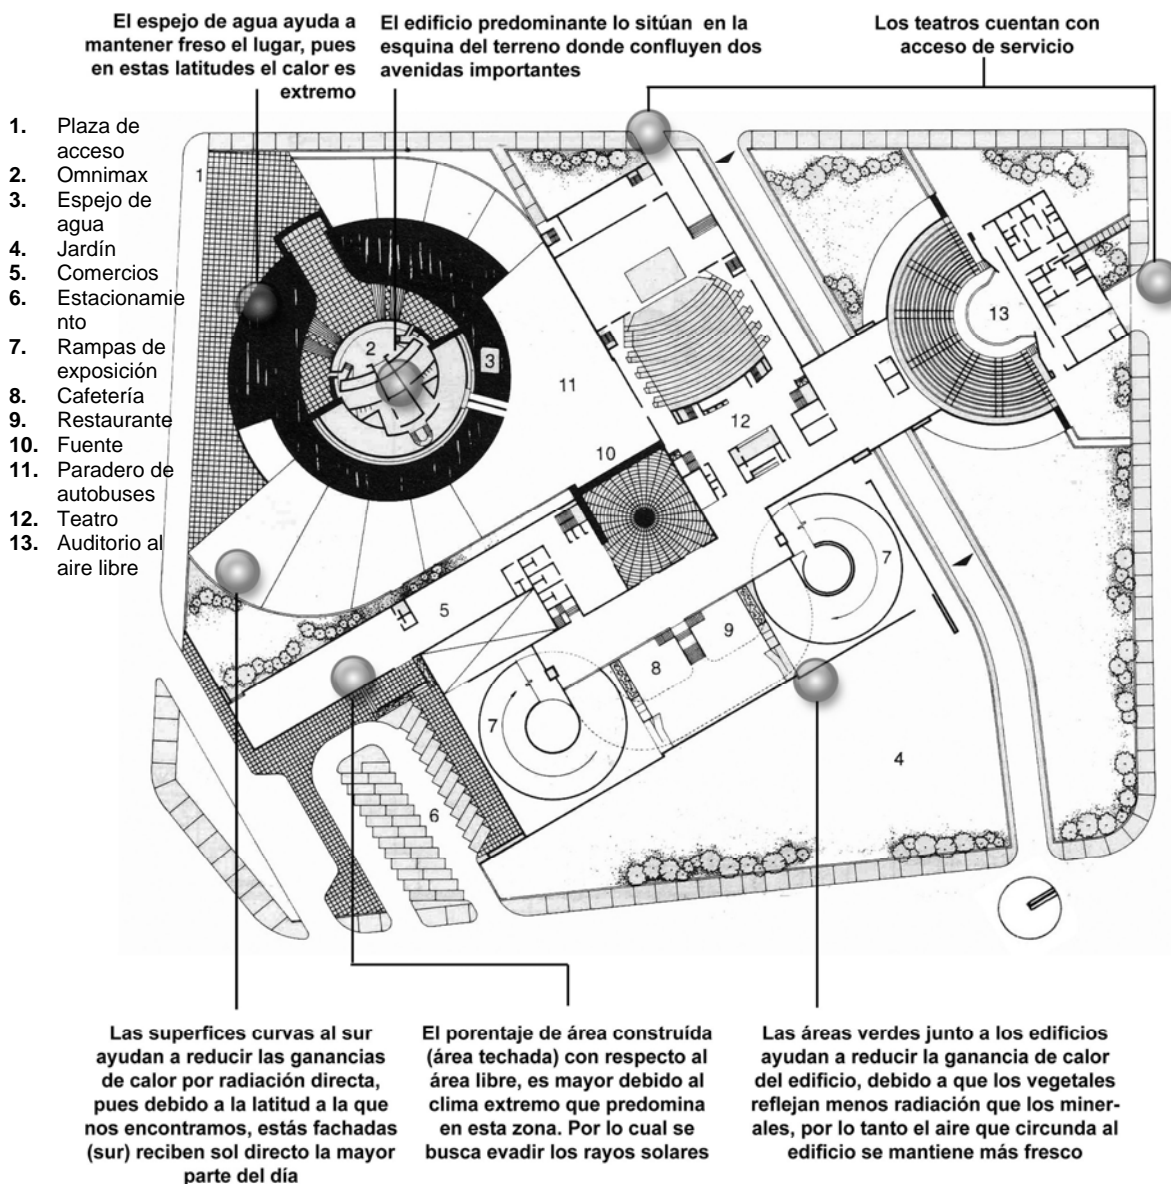 El espejo de agua ayuda a
mantener freso el lugar, pues
en estas latitudes el calor es
extremo
El edificio predominante lo sitúan en la
esquina del terreno donde confluyen dos
avenidas importantes
Los teatros cuentan con
acceso de servicio
1. Plaza de
acceso
2. Omnimax
3. Espejo de
agua
4. Jardín
5. Comercios
6. Estacionamie
nto
7. Rampas de
exposición
8. Cafetería
9. Restaurante
10. Fuente
11. Paradero de
autobuses
12. Teatro
13. Auditorio al
aire libre
1
2
3
11
12
13
10
5
7
9
8
7
6
4
Las superfices curvas al sur
ayudan a reducir las ganancias
de calor por radiación directa,
pues debido a la latitud a la que
nos encontramos, estás fachadas
(sur) reciben sol directo la mayor
parte del día
El porentaje de área construída
(área techada) con respecto al
área libre, es mayor debido al
clima extremo que predomina
en esta zona. Por lo cual se
busca evadir los rayos solares
Las áreas verdes junto a los edificios
ayudan a reducir la ganancia de calor
del edificio, debido a que los vegetales
reflejan menos radiación que los miner-
ales, por lo tanto el aire que circunda al
edificio se mantiene más fresco